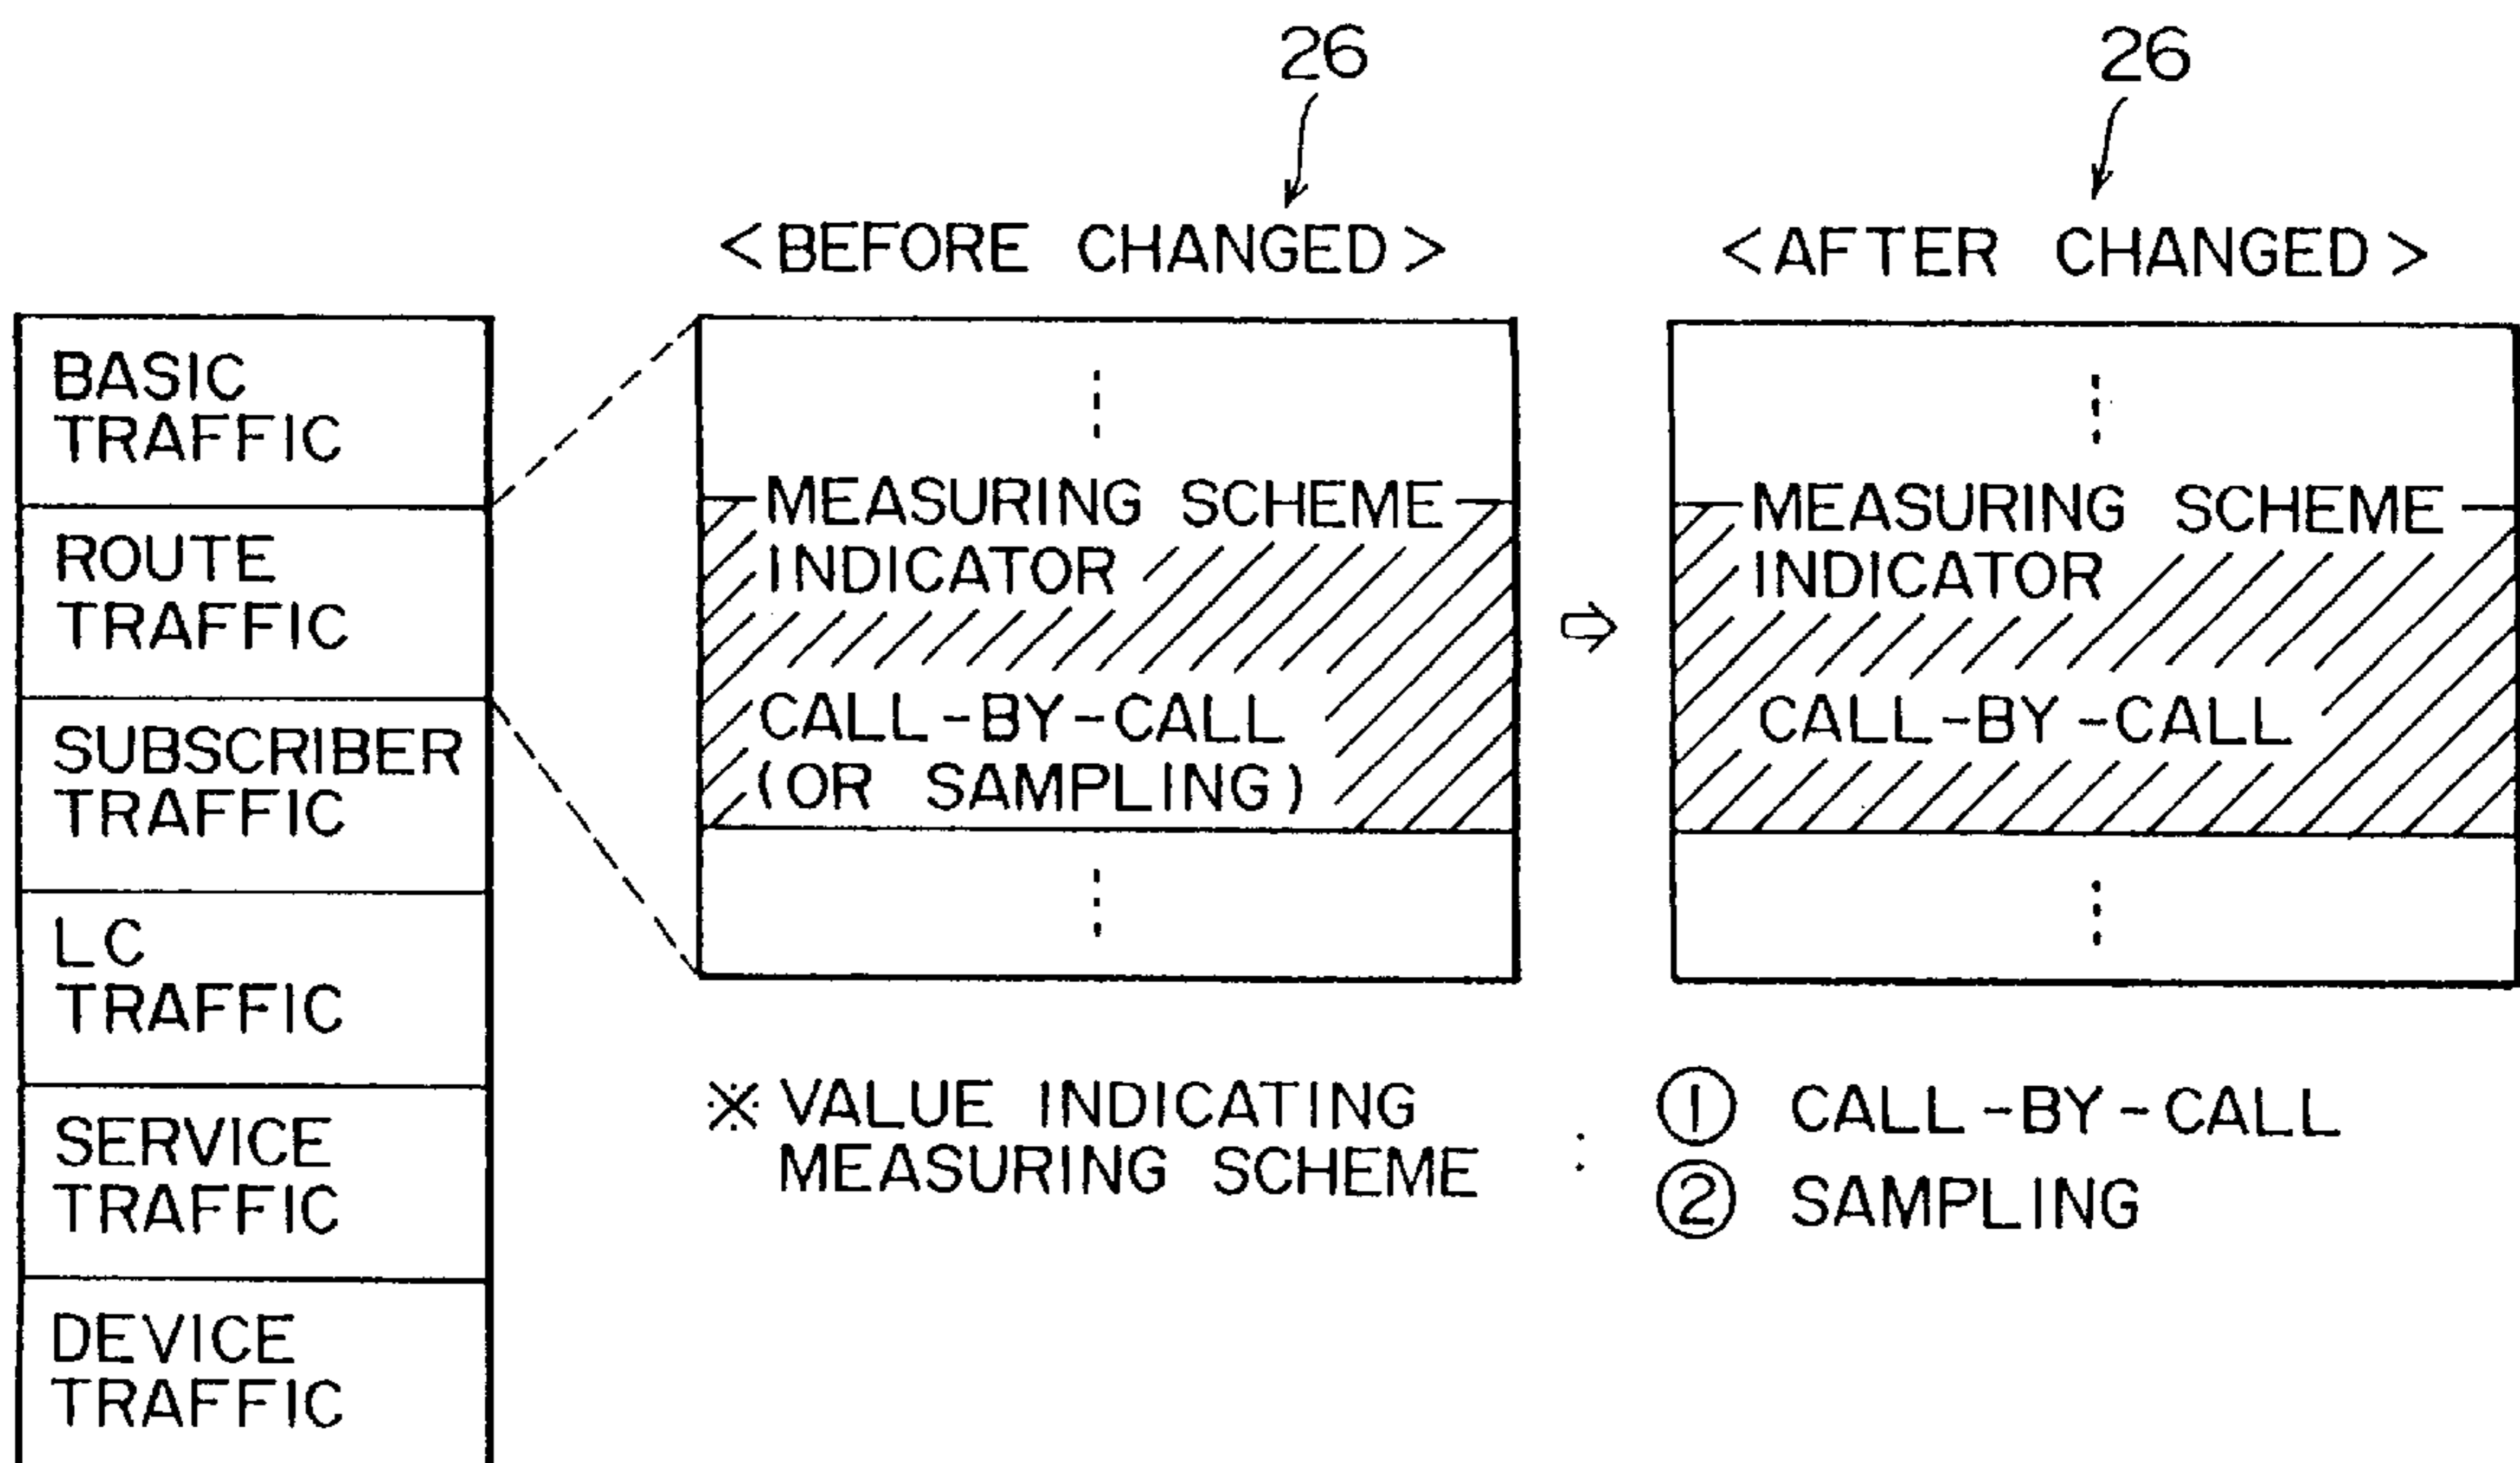 26
26
<BEFORE CHANGED>
<AFTER CHANGED>
BASIC
TRAFFIC
ROUTE
TRAFFIC
SUBSCRIBER
TRAFFIC
LC
TRAFFIC
SERVICE
TRAFFIC
DEVICE
TRAFFIC
MEASURING SCHEME
INDICATOR
CALL-BY-CALL
(OR SAMPLING)
MEASURING SCHEME
INDICATOR
CALL-BY-CALL
※ VALUE INDICATING
MEASURING SCHEME :
① CALL-BY-CALL
② SAMPLING